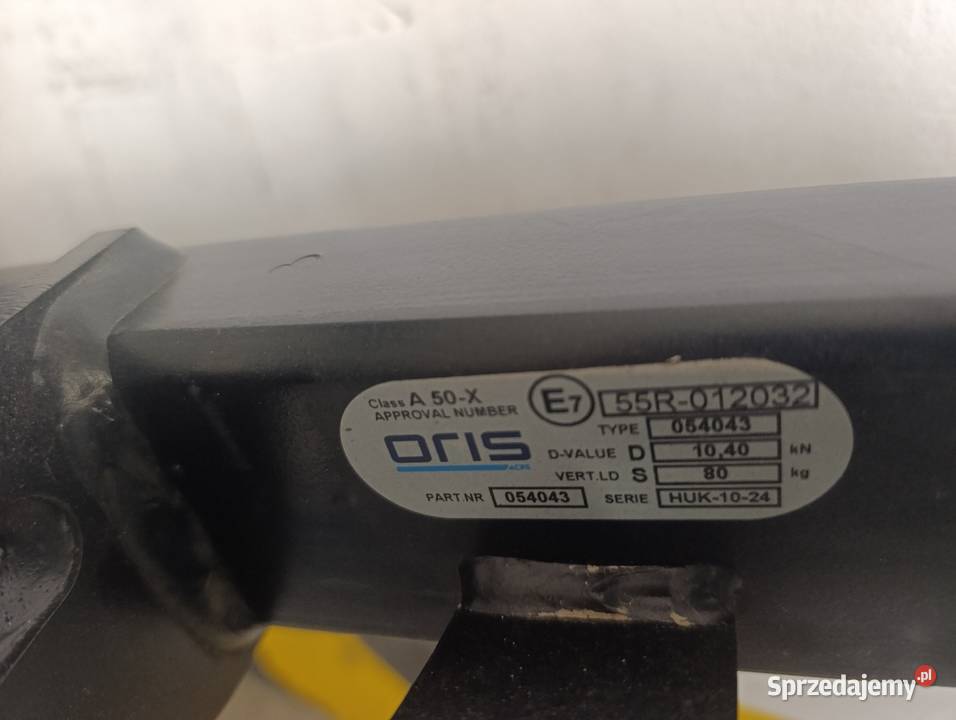 Class A 50-X
APPROVAL NUMBER
E7 55R-012032
TYPE 054043
oris
ACPS
D-VALUE D 10,40 kN
VERT.LD S 80 kg
PART.NR 054043 SERIE HUK-10-24
Sprzedajemy.pl